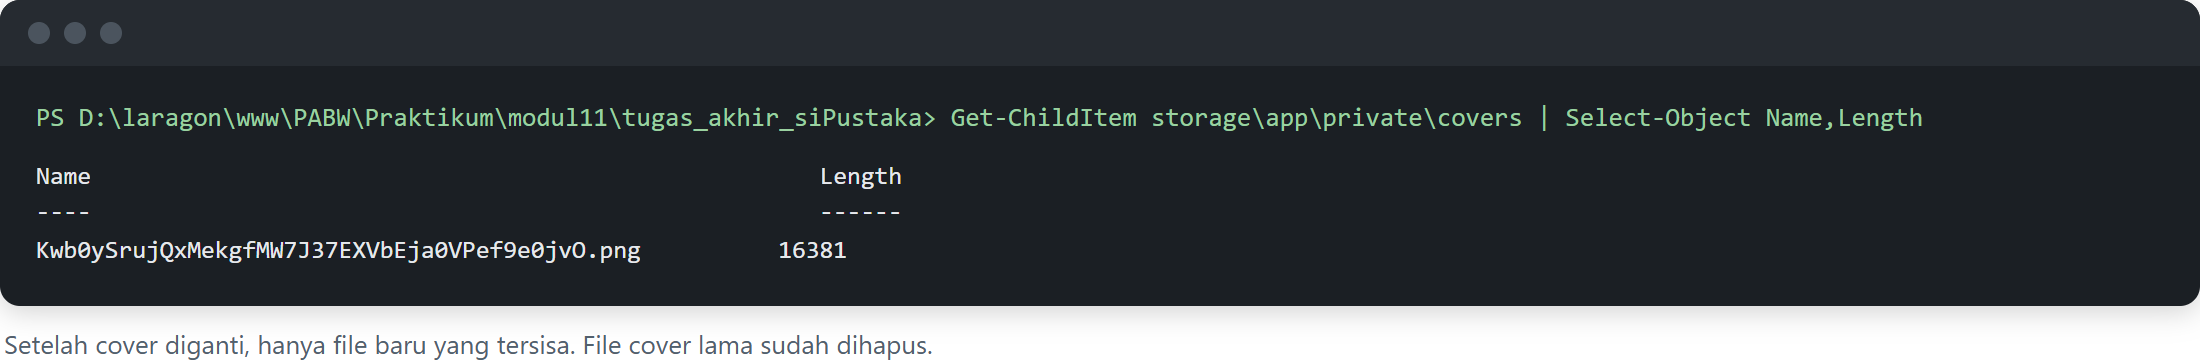 PS D:\laragon\www\PABW\Praktikum\modul11\tugas_akhir_siPustaka> Get-ChildItem storage\app\private\covers | Select-Object Name,Length
Name Length
---- ------
Kwb0ySrujQxMekgfMW7J37EXVbEja0VPef9e0jvO.png 16381
Setelah cover diganti, hanya file baru yang tersisa. File cover lama sudah dihapus.